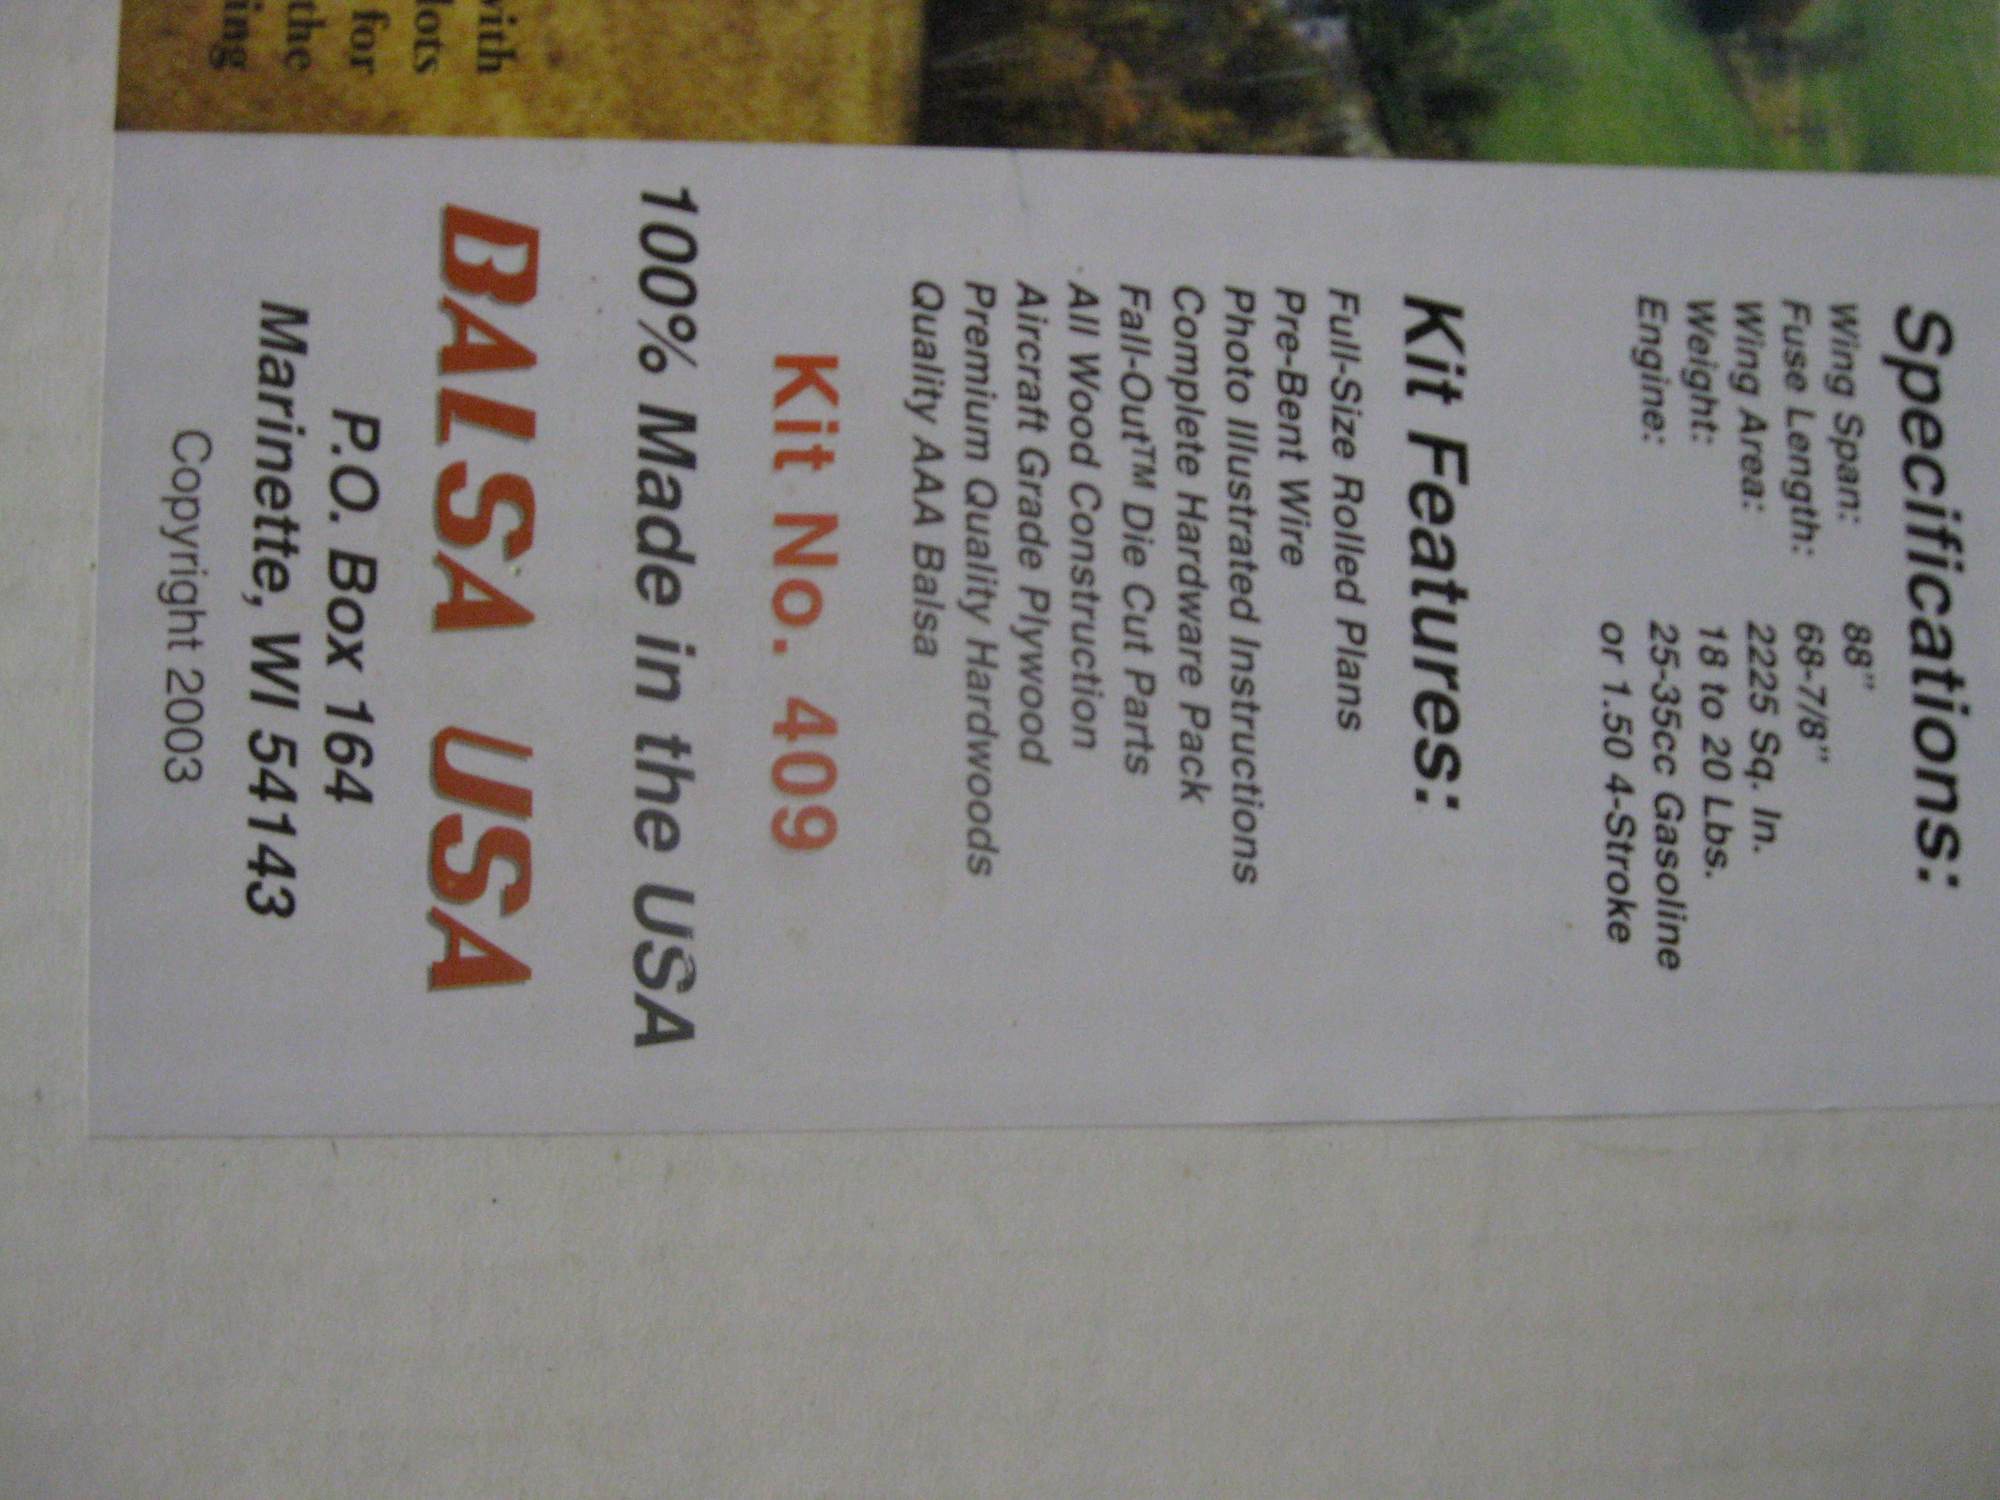 Specifications:
Wing Span: 88"
Fuse Length: 68-7/8"
Wing Area: 2225 Sq. In.
Weight: 18 to 20 Lbs.
Engine: 25-35cc Gasoline
or 1.50 4-Stroke
Kit Features:
Full-Size Rolled Plans
Pre-Bent Wire
Photo Illustrated Instructions
Complete Hardware Pack
Fall-Out™ Die Cut Parts
All Wood Construction
Aircraft Grade Plywood
Premium Quality Hardwoods
Quality AAA Balsa
Kit No. 409
100% Made in the USA
BALSA USA
P.O. Box 164
Marinette, WI 54143
Copyright 2003
with
lots
for
the
ing